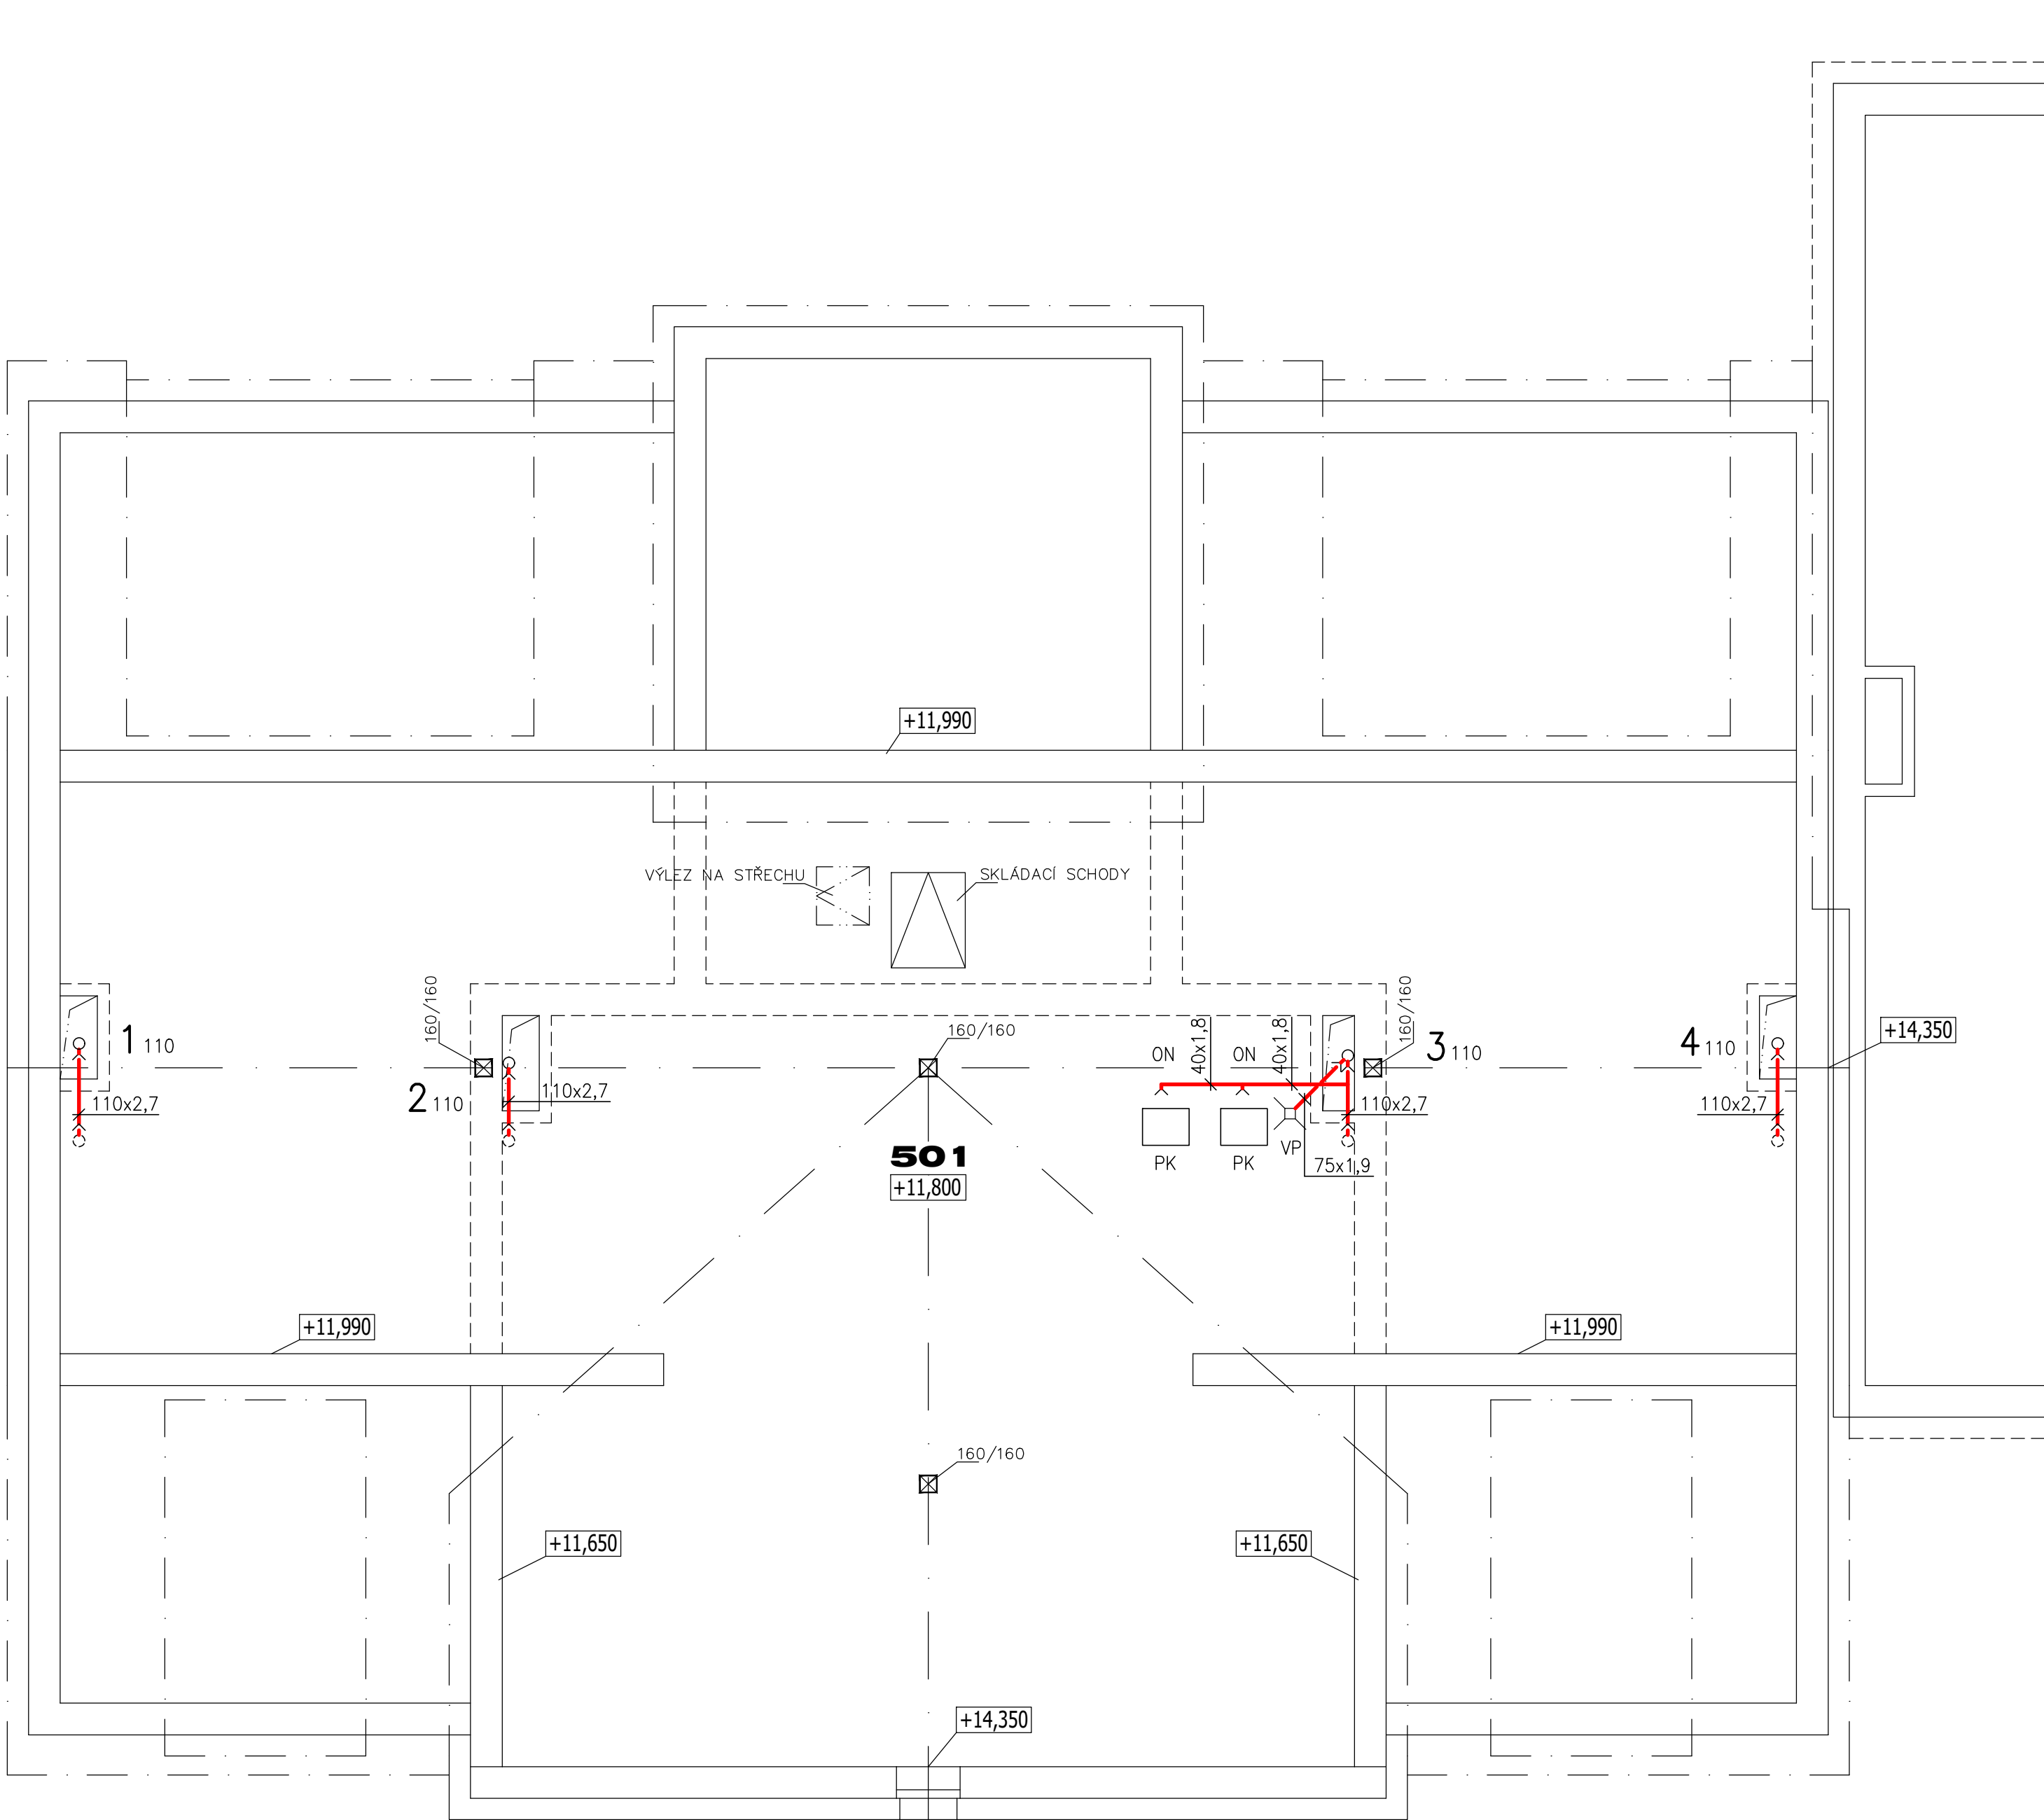 +11,990
VÝLEZ NA STŘECHU
SKLÁDACÍ SCHODY
160/160
160/160
160/160
40x1,8
40x1,8
ON
ON
1 110
2 110
3 110
4 110
+14,350
110x2,7
110x2,7
110x2,7
110x2,7
501
+11,800
PK
PK
VP
75x1,9
+11,990
+11,990
160/160
+11,650
+11,650
+14,350